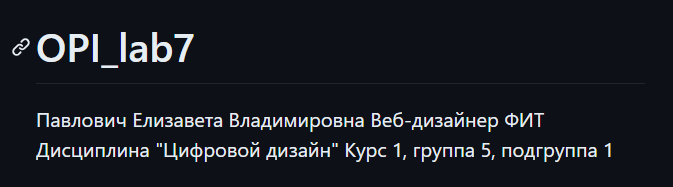 OPI_lab7
Павлович Елизавета Владимировна Веб-дизайнер ФИТ
Дисциплина "Цифровой дизайн" Курс 1, группа 5, подгруппа 1